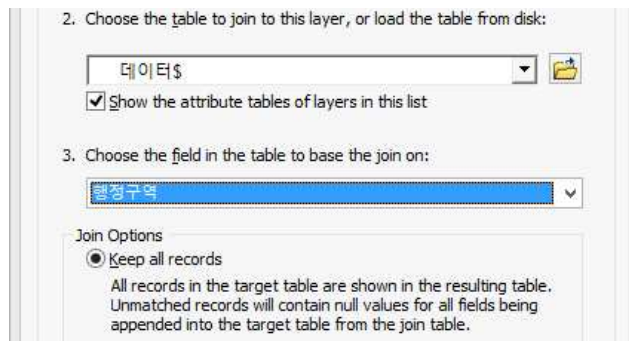 2. Choose the table to join to this layer, or load the table from disk:
데이터$
Show the attribute tables of layers in this list
3. Choose the field in the table to base the join on:
행정구역
Join Options
Keep all records
All records in the target table are shown in the resulting table.
Unmatched records will contain null values for all fields being
appended into the target table from the join table.